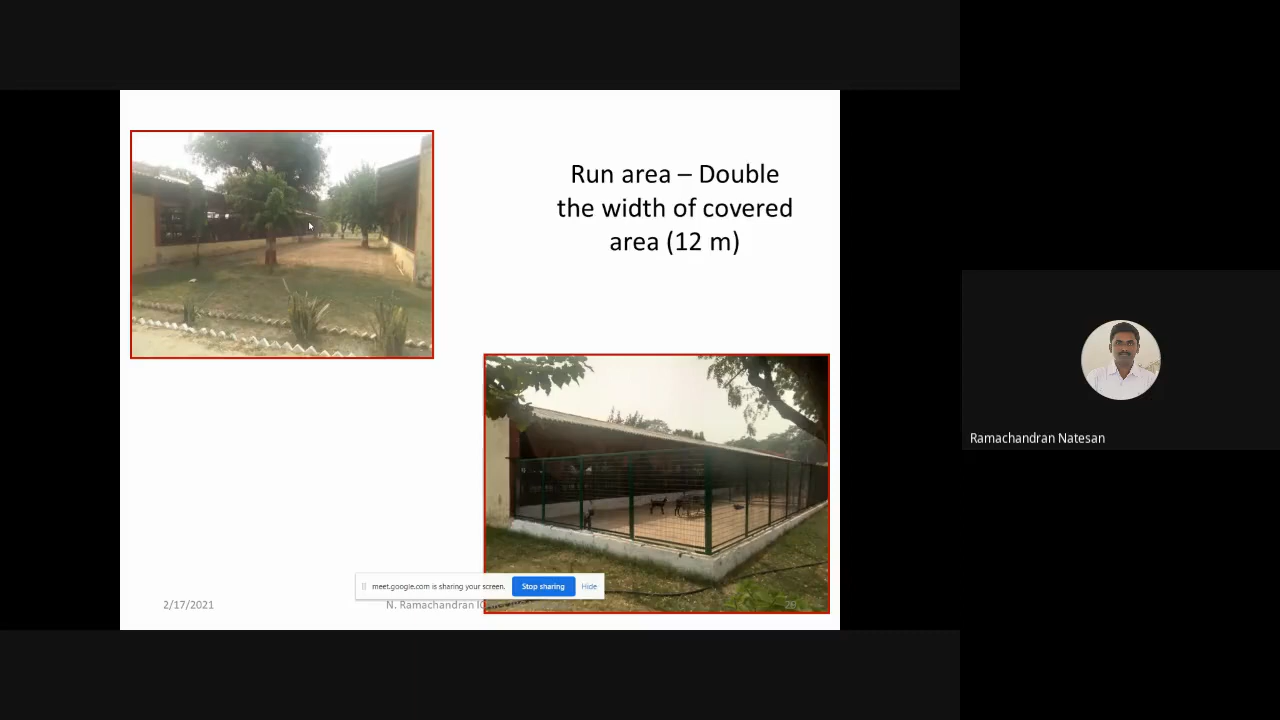 Run area – Double
the width of covered
area (12 m)
Ramachandran Natesan
meet.google.com is sharing your screen. Stop sharing Hide
2/17/2021 N. Ramachandran 20